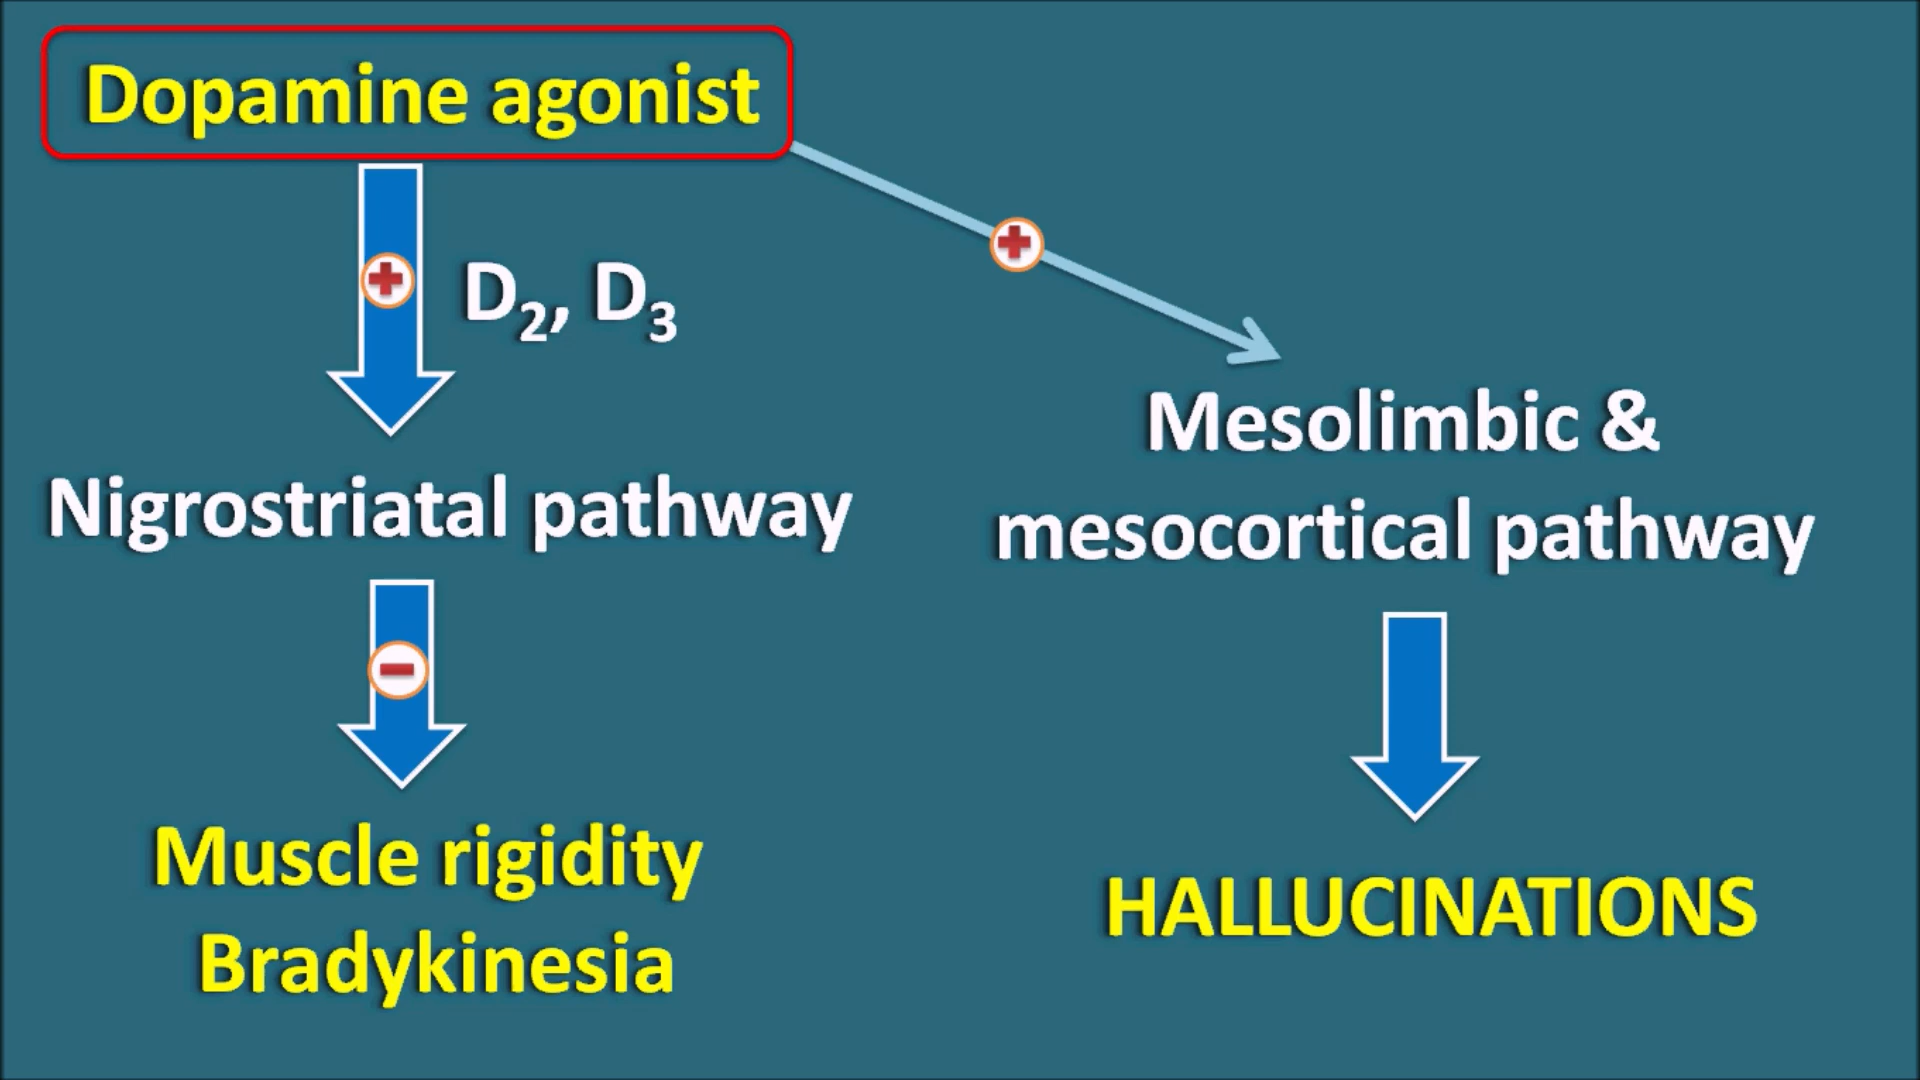 Dopamine agonist
D₂, D₃
Nigrostriatal pathway
Muscle rigidity
Bradykinesia
Mesolimbic &
mesocortical pathway
HALLUCINATIONS